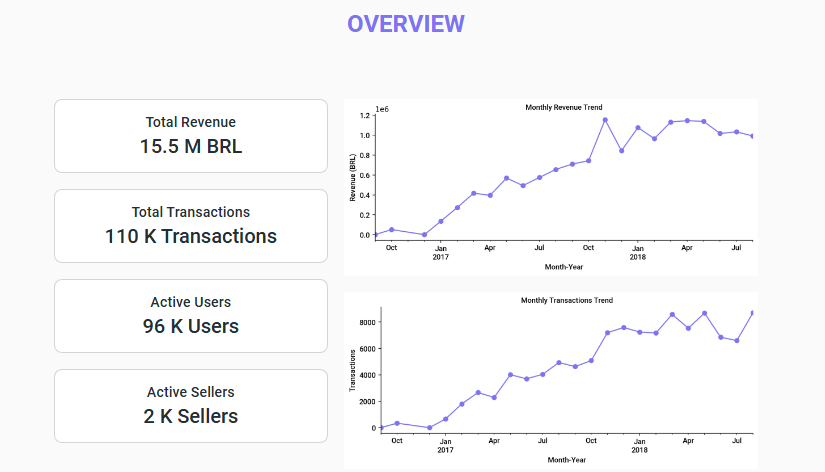 OVERVIEW
Total Revenue
15.5 M BRL
Total Transactions
110 K Transactions
Active Users
96 K Users
Active Sellers
2 K Sellers
Monthly Revenue Trend
1e6
1.2
1.0
0.8
0.6
0.4
0.2
0.0
Revenue (BRL)
Oct Jan Apr Jul Oct Jan Apr Jul
2017 2018
Month-Year
Monthly Transactions Trend
8000
6000
4000
2000
0
Transactions
Oct Jan Apr Jul Oct Jan Apr Jul
2017 2018
Month-Year